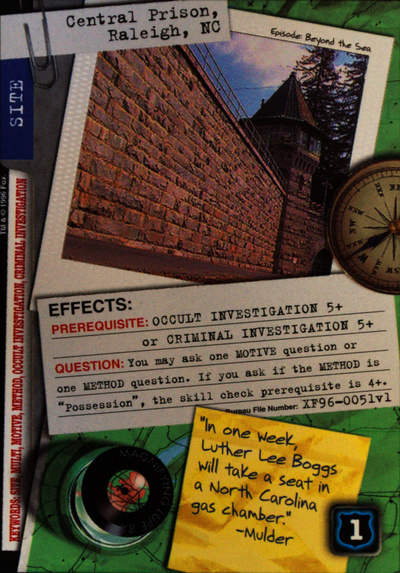 Central Prison,
Raleigh, NC
Episode: Beyond the Sea
SITE
TM & © 1996 Fox.
KEYWORDS: SITE, MULTI, MOTIVE, METHOD, OCCULT INVESTIGATION, CRIMINAL INVESTIGATION
EFFECTS:
PREREQUISITE: OCCULT INVESTIGATION 5+
or CRIMINAL INVESTIGATION 5+
QUESTION: You may ask one MOTIVE question or
one METHOD question. If you ask if the METHOD is
"Possession", the skill check prerequisite is 4+.
Bureau File Number: XF96-0051v1
"In one week,
Luther Lee Boggs
will take a seat in
a North Carolina
gas chamber."
-Mulder
1